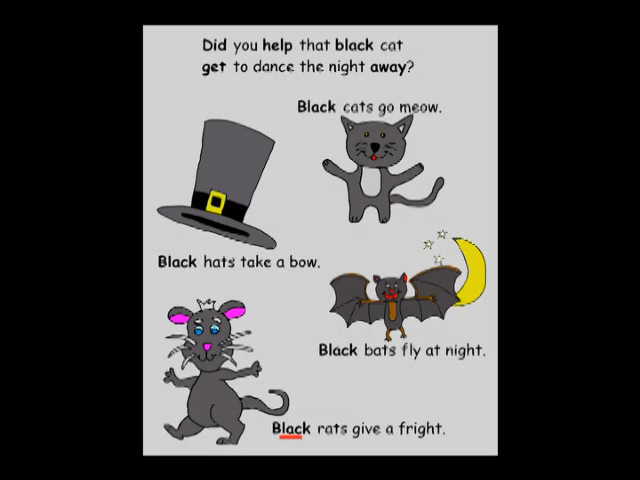 Did you help that black cat
get to dance the night away?
Black cats go meow.
Black hats take a bow.
Black bats fly at night.
Black rats give a fright.